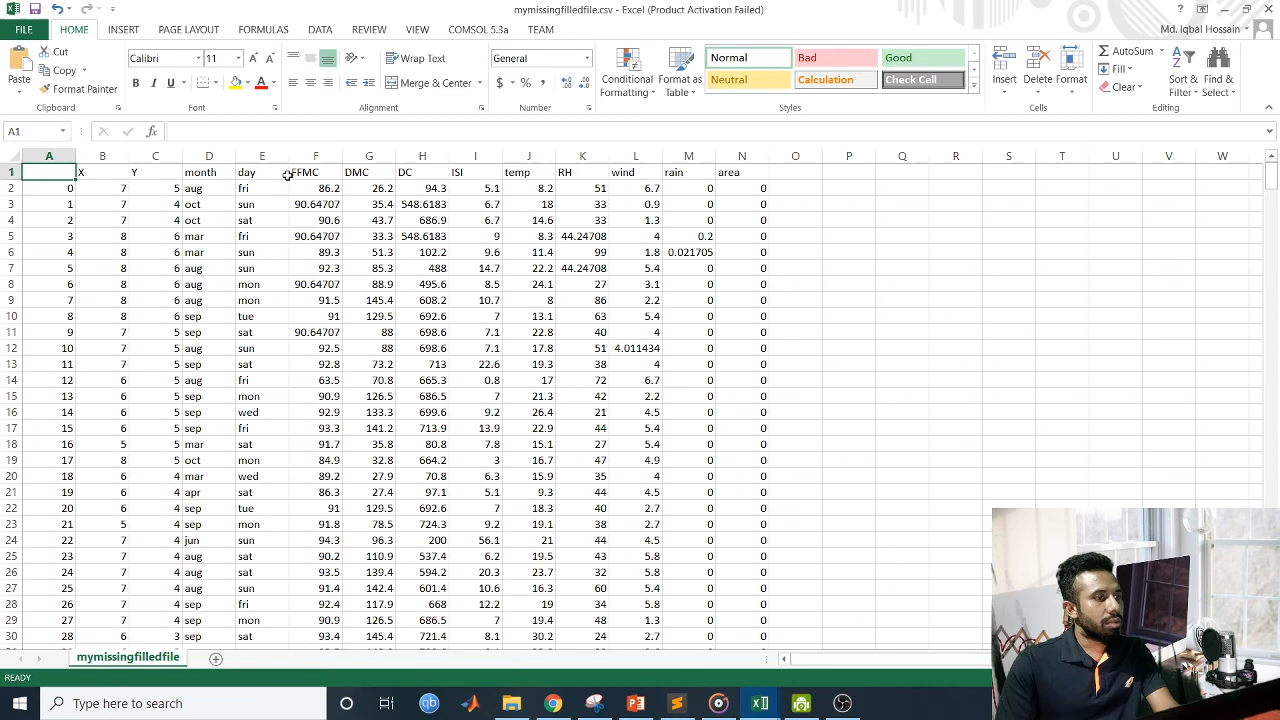 mymissingfilledfile.csv - Excel (Product Activation Failed)
FILE HOME INSERT PAGE LAYOUT FORMULAS DATA REVIEW VIEW COMSOL 5.3a TEAM Md. Iqbal Hossain
Cut Calibri 11 Wrap Text General Normal Bad Good AutoSum
Paste Copy Conditional Formatting Format as Table Insert Delete Format Fill Sort & Filter Find & Select
Format Painter Merge & Center Neutral Calculation Check Cell Clear
Clipboard Font Alignment Number Styles Cells Editing
A1
A B C D E F G H I J K L M N O P Q R S T U V W
1 X Y month day FFMC DMC DC ISI temp RH wind rain area
2 0 7 5 aug fri 86.2 26.2 94.3 5.1 8.2 51 6.7 0 0
3 1 7 4 oct sun 90.64707 35.4 548.6183 6.7 18 33 0.9 0 0
4 2 7 4 oct sat 90.6 43.7 686.9 6.7 14.6 33 1.3 0 0
5 3 8 6 mar fri 90.64707 33.3 548.6183 9 8.3 44.24708 4 0.2 0
6 4 8 6 mar sun 89.3 51.3 102.2 9.6 11.4 99 1.8 0.021705 0
7 5 8 6 aug sun 92.3 85.3 488 14.7 22.2 44.24708 5.4 0 0
8 6 8 6 aug mon 90.64707 88.9 495.6 8.5 24.1 27 3.1 0 0
9 7 8 6 aug mon 91.5 145.4 608.2 10.7 8 86 2.2 0 0
10 8 8 6 sep tue 91 129.5 692.6 7 13.1 63 5.4 0 0
11 9 7 5 sep sat 90.64707 88 698.6 7.1 22.8 40 4 0 0
12 10 7 5 aug sun 92.5 88 698.6 7.1 17.8 51 4.011434 0 0
13 11 7 5 sep sat 92.8 73.2 713 22.6 19.3 38 4 0 0
14 12 6 5 aug fri 63.5 70.8 665.3 0.8 17 72 6.7 0 0
15 13 6 5 sep mon 90.9 126.5 686.5 7 21.3 42 2.2 0 0
16 14 6 5 sep wed 92.9 133.3 699.6 9.2 26.4 21 4.5 0 0
17 15 6 5 sep fri 93.3 141.2 713.9 13.9 22.9 44 5.4 0 0
18 16 5 5 mar sat 91.7 35.8 80.8 7.8 15.1 27 5.4 0 0
19 17 8 5 oct mon 84.9 32.8 664.2 3 16.7 47 4.9 0 0
20 18 6 4 mar wed 89.2 27.9 70.8 6.3 15.9 35 4 0 0
21 19 6 4 apr sat 86.3 27.4 97.1 5.1 9.3 44 4.5 0 0
22 20 6 4 sep tue 91 129.5 692.6 7 18.3 40 2.7 0 0
23 21 5 4 sep mon 91.8 78.5 724.3 9.2 19.1 38 2.7 0 0
24 22 7 4 jun sun 94.3 96.3 200 56.1 21 44 4.5 0 0
25 23 7 4 aug sat 90.2 110.9 537.4 6.2 19.5 43 5.8 0 0
26 24 7 4 aug sat 93.5 139.4 594.2 20.3 23.7 32 5.8 0 0
27 25 7 4 aug sun 91.4 142.4 601.4 10.6 16.3 60 5.4 0 0
28 26 7 4 sep fri 92.4 117.9 668 12.2 19 34 5.8 0 0
29 27 7 4 sep mon 90.9 126.5 686.5 7 19.4 48 1.3 0 0
30 28 6 3 sep sat 93.4 145.4 721.4 8.1 30.2 24 2.7 0 0
mymissingfilledfile
READY
Type here to search